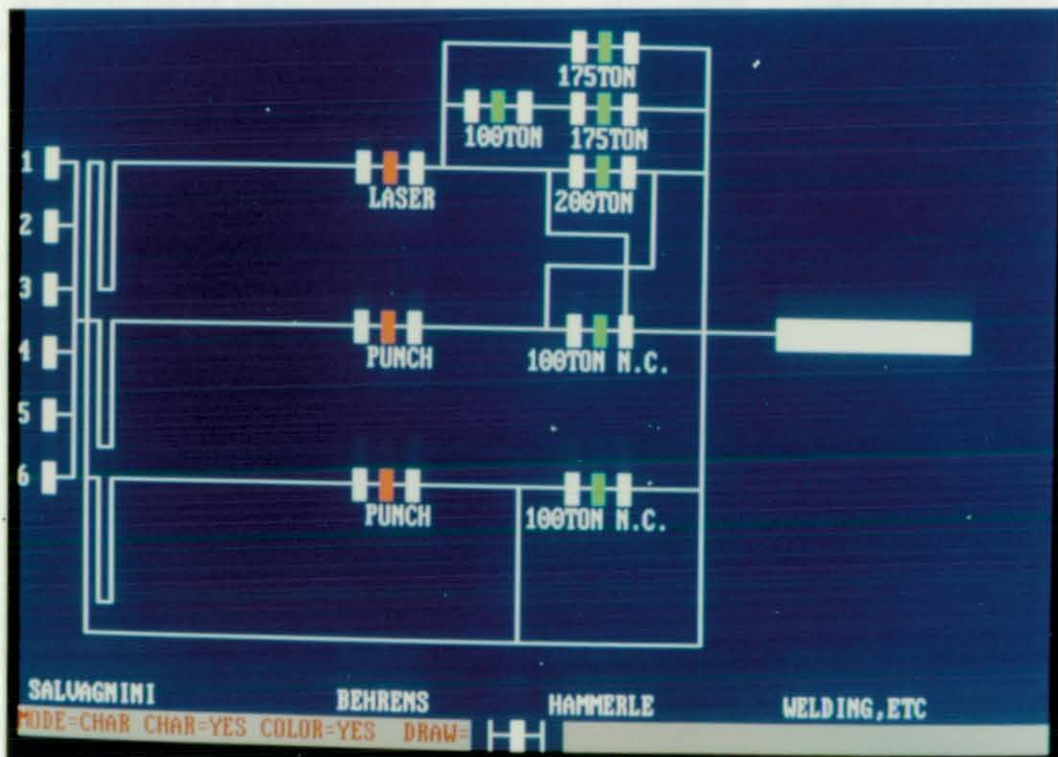 175TON
100TON 175TON
1
LASER 200TON
2
3
4
PUNCH 100TON N.C.
5
6
PUNCH 100TON N.C.
SALVAGNINI BEHRENS HAMMERLE WELDING,ETC
MODE=CHAR CHAR=YES COLOR=YES DRAW=